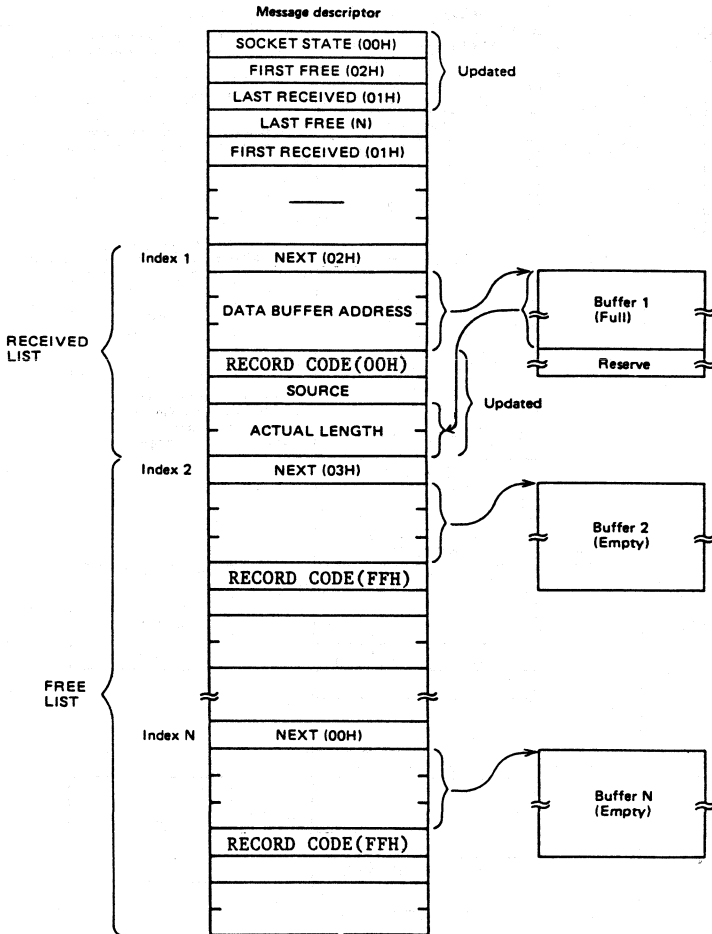 Message descriptor
SOCKET STATE (00H)
FIRST FREE (02H)
Updated
LAST RECEIVED (01H)
LAST FREE (N)
FIRST RECEIVED (01H)
Index 1
NEXT (02H)
DATA BUFFER ADDRESS
Buffer 1
(Full)
RECEIVED
LIST
RECORD CODE(00H)
Reserve
SOURCE
Updated
ACTUAL LENGTH
Index 2
NEXT (03H)
Buffer 2
(Empty)
RECORD CODE(FFH)
FREE
LIST
Index N
NEXT (00H)
Buffer N
(Empty)
RECORD CODE(FFH)